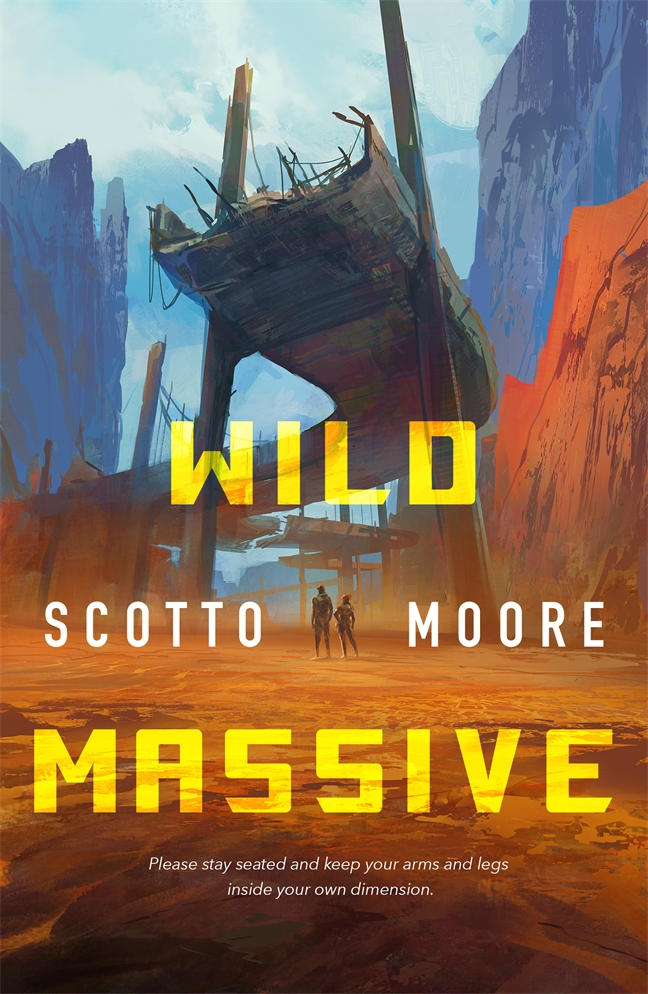 WILD
SCOTTO MOORE
MASSIVE
Please stay seated and keep your arms and legs
inside your own dimension.